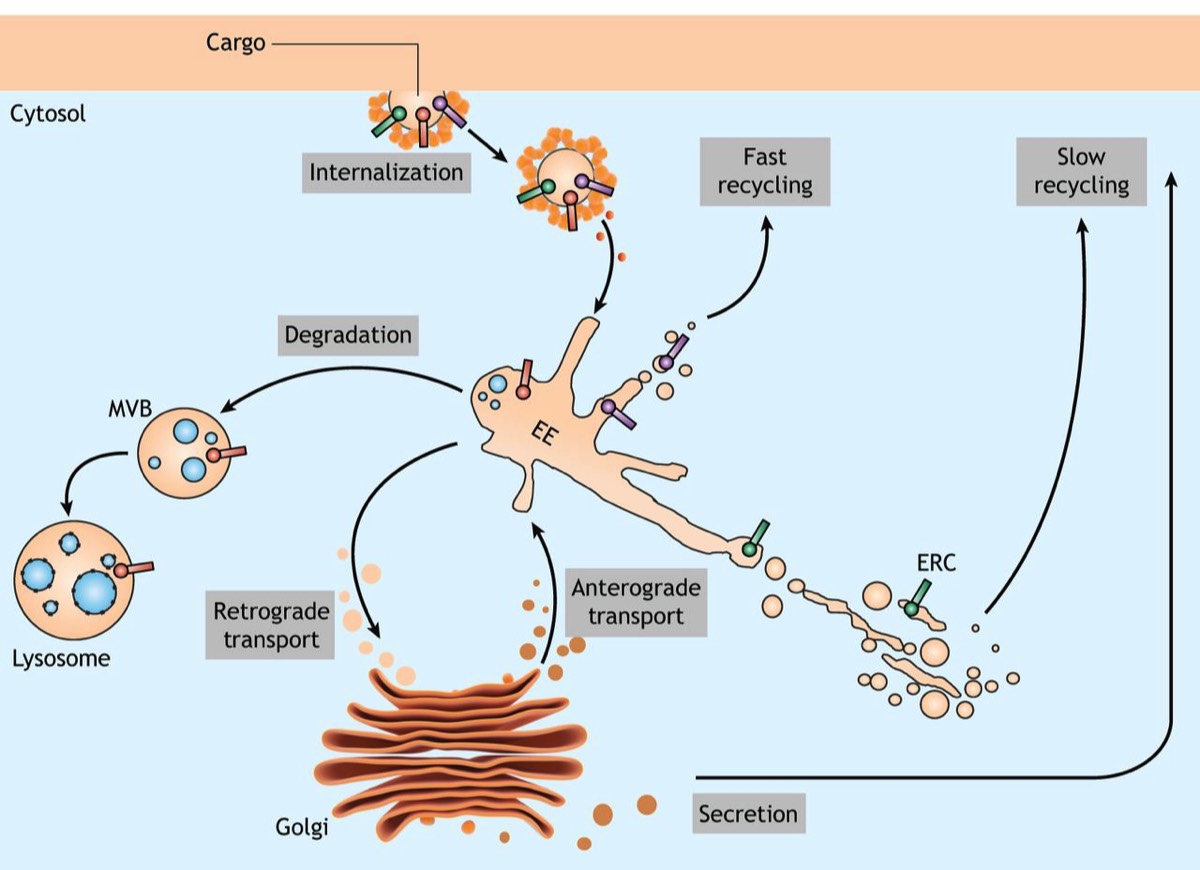 Cargo
Cytosol
Internalization
Fast
recycling
Slow
recycling
Degradation
MVB
EE
ERC
Lysosome
Retrograde
transport
Anterograde
transport
Golgi
Secretion